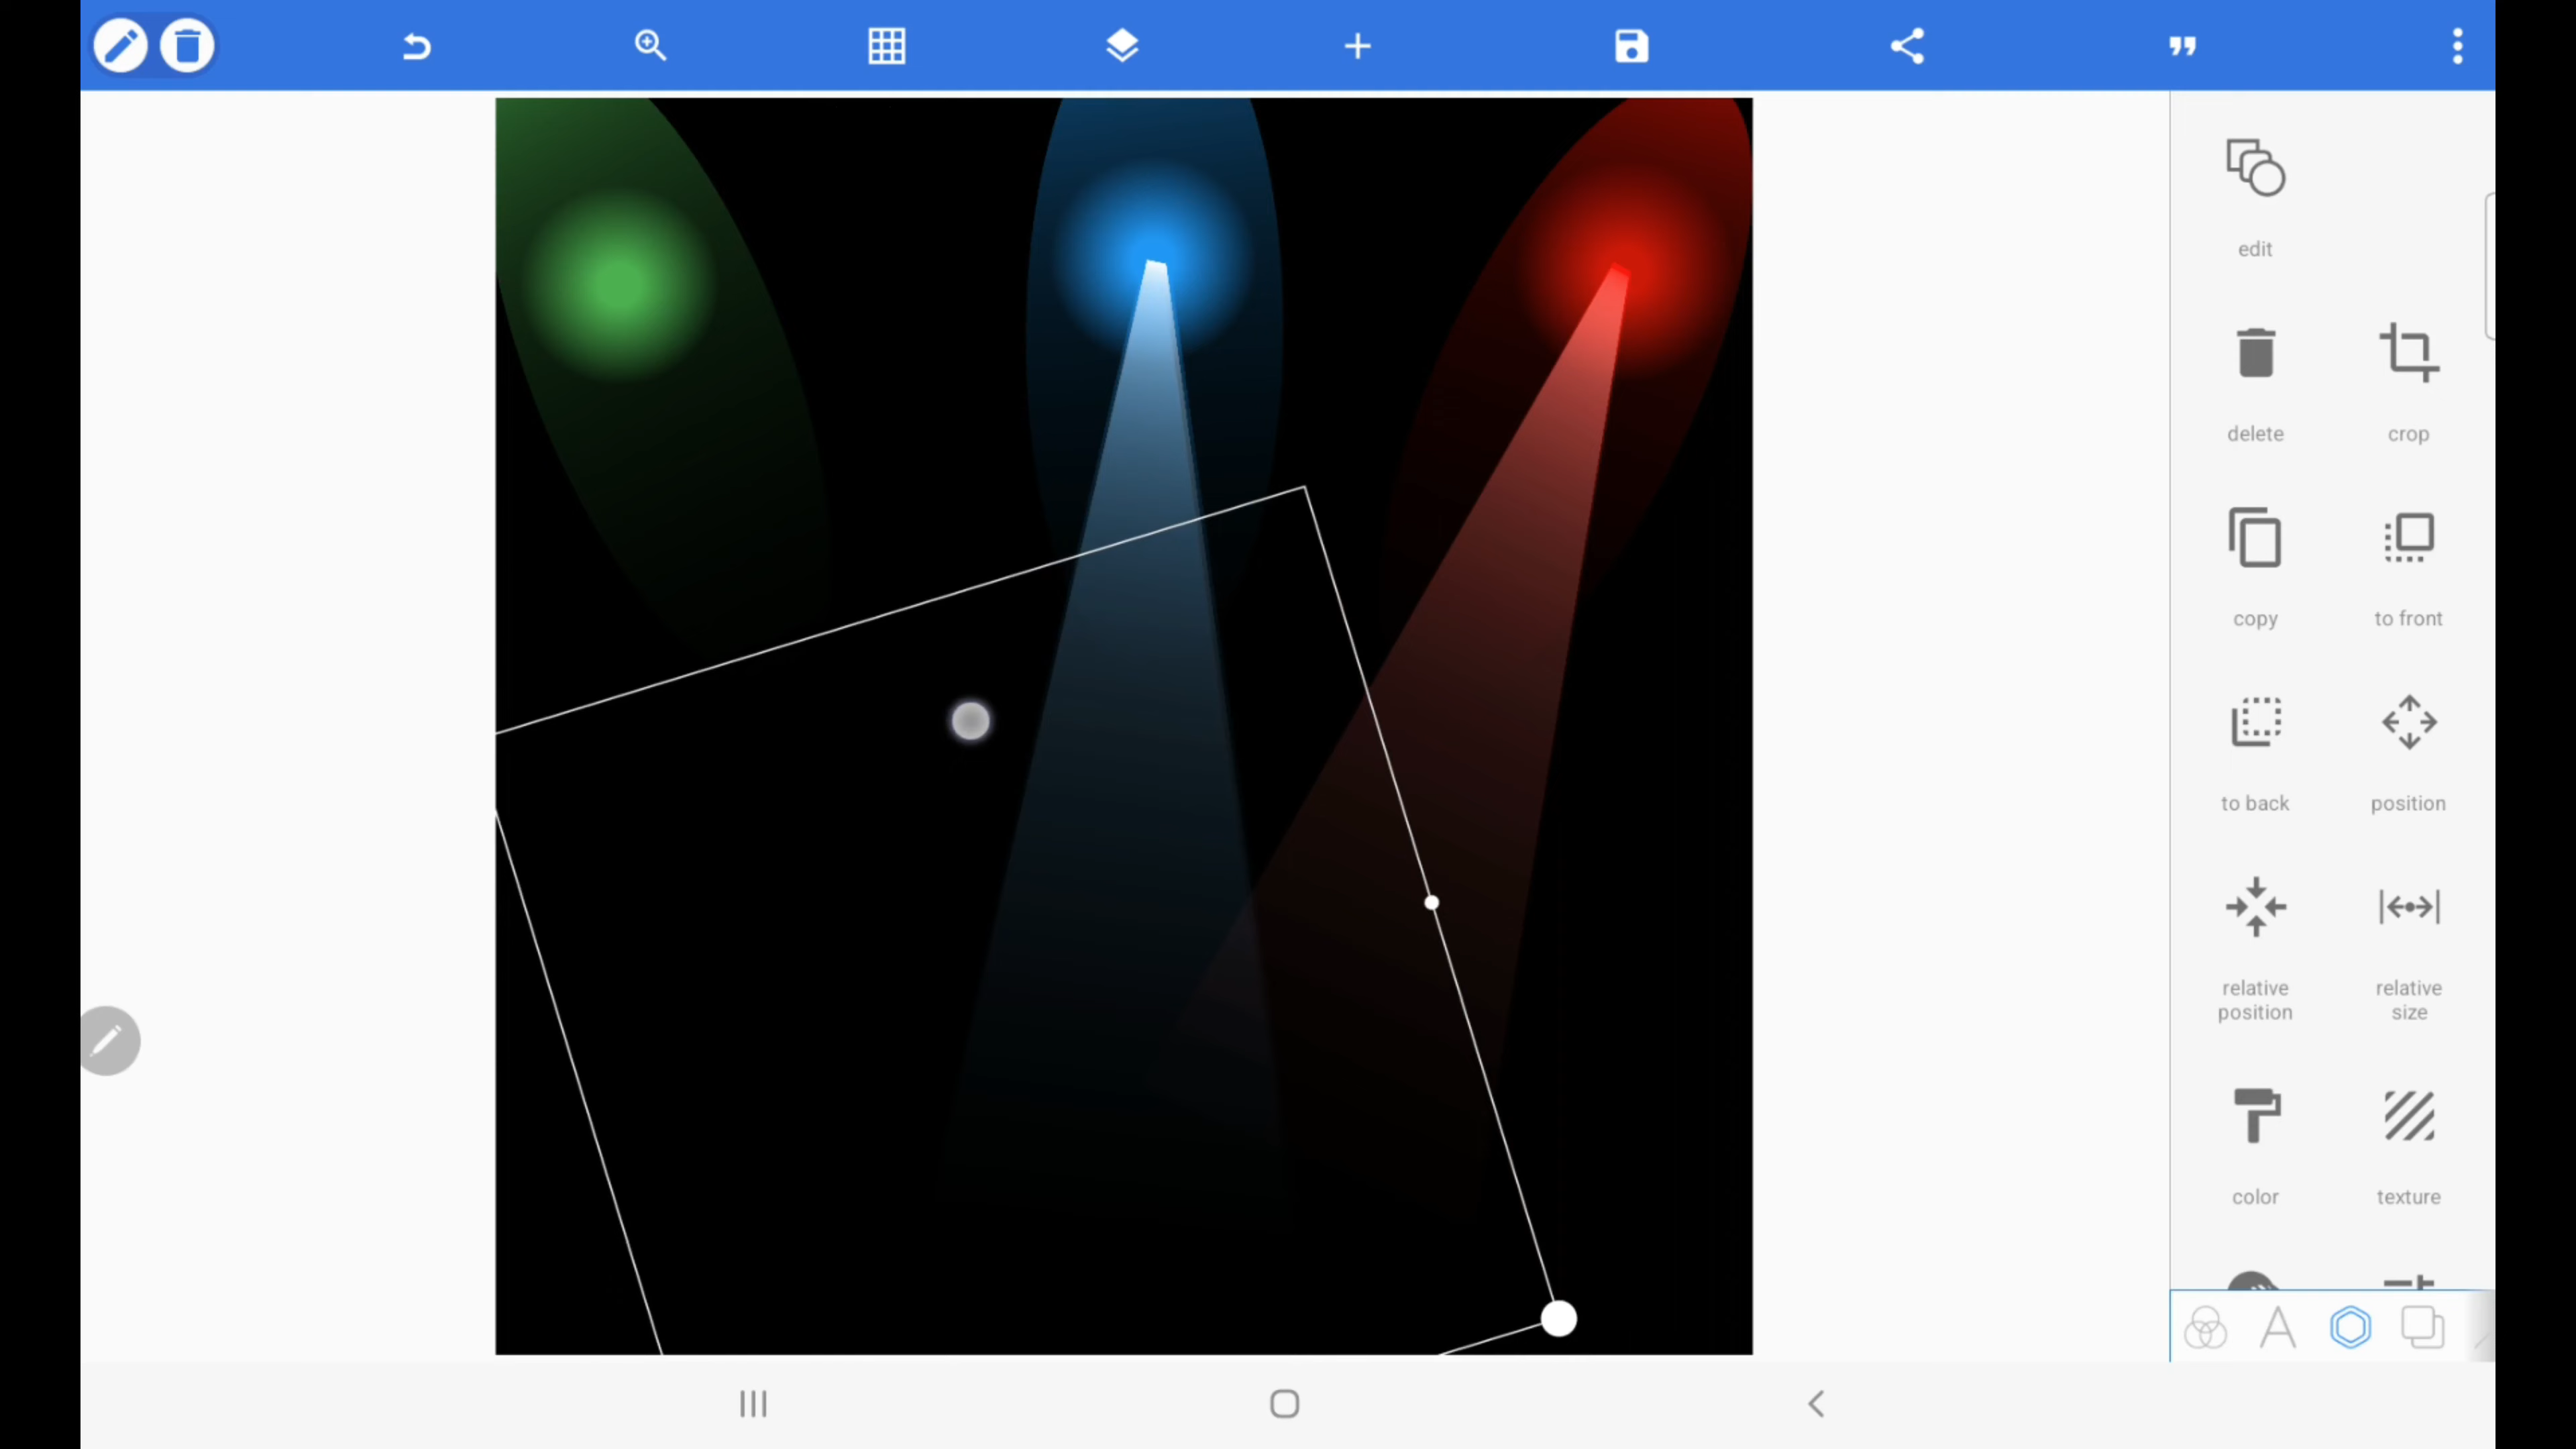 edit
delete
crop
copy
to front
to back
position
relative
position
relative
size
color
texture